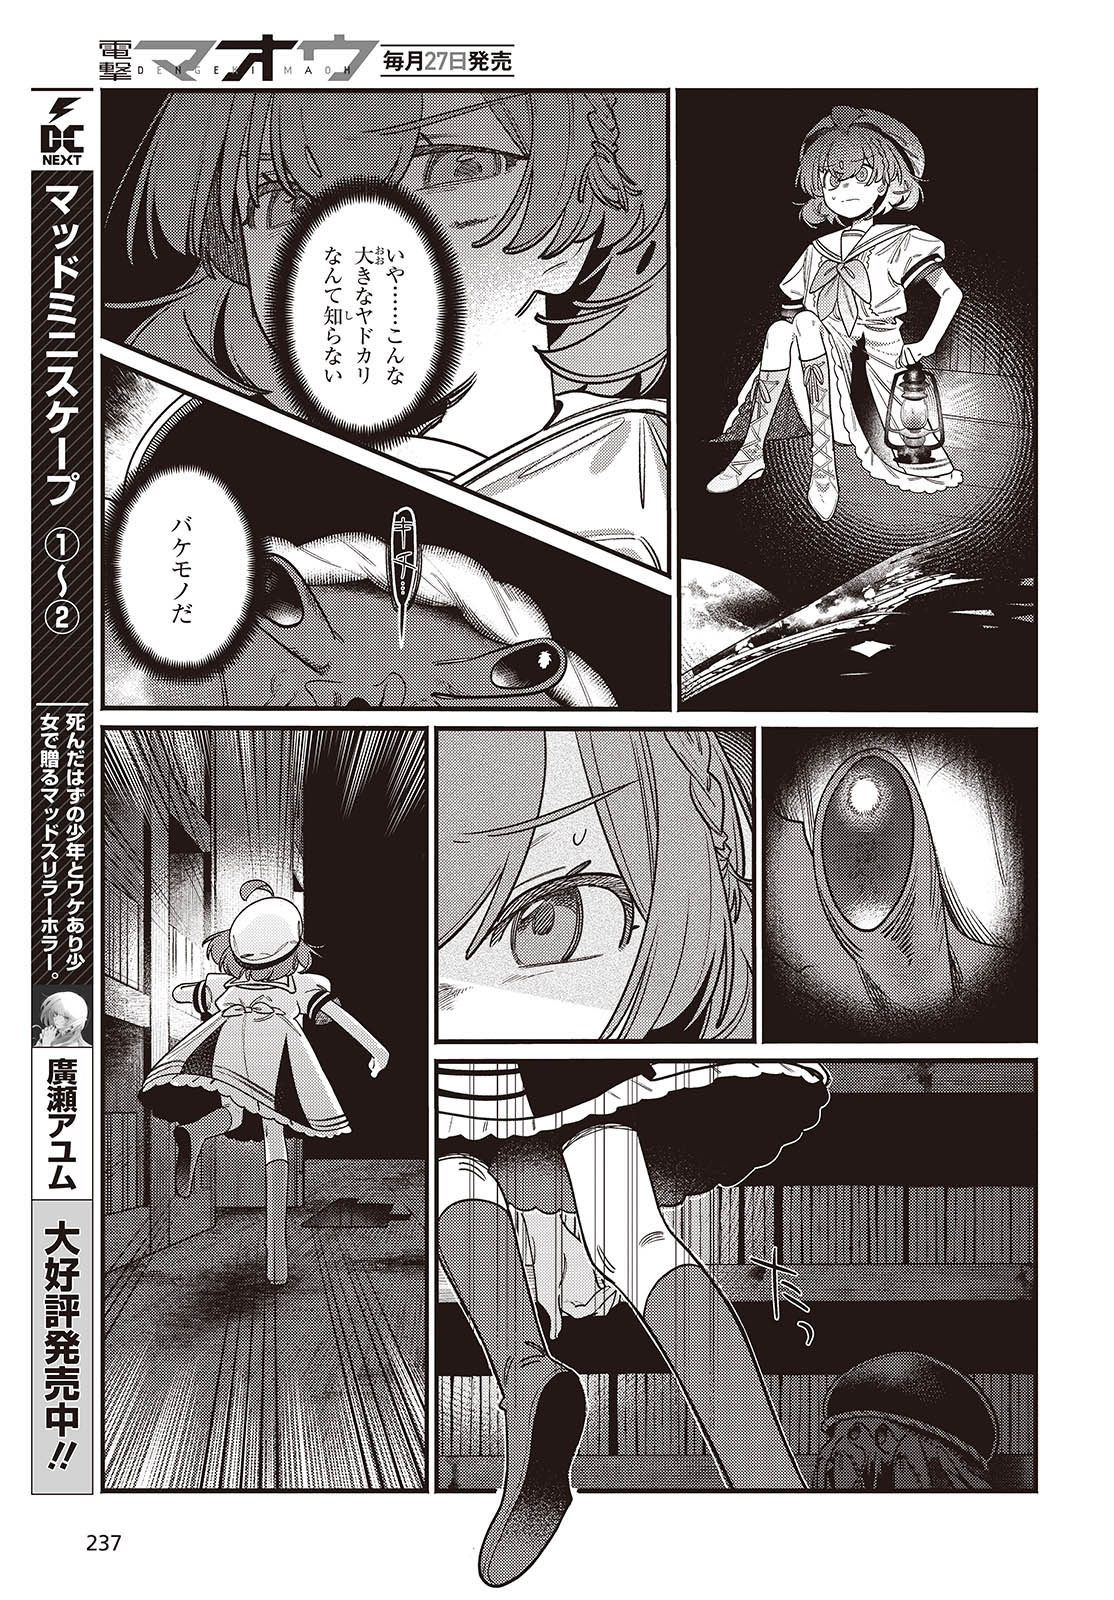 電撃マオウ
DENGEKI MAOH
毎月27日発売
いや……こんな
大きなヤドカリ
おお
なんて知らない
し
キィ…
バケモノだ
DC
NEXT
マッドミニスケープ ①〜②
死んだはずの少年とワケあり少
女で贈るマッドスリラーホラー。
廣瀬アユム
大好評発売中!!
237